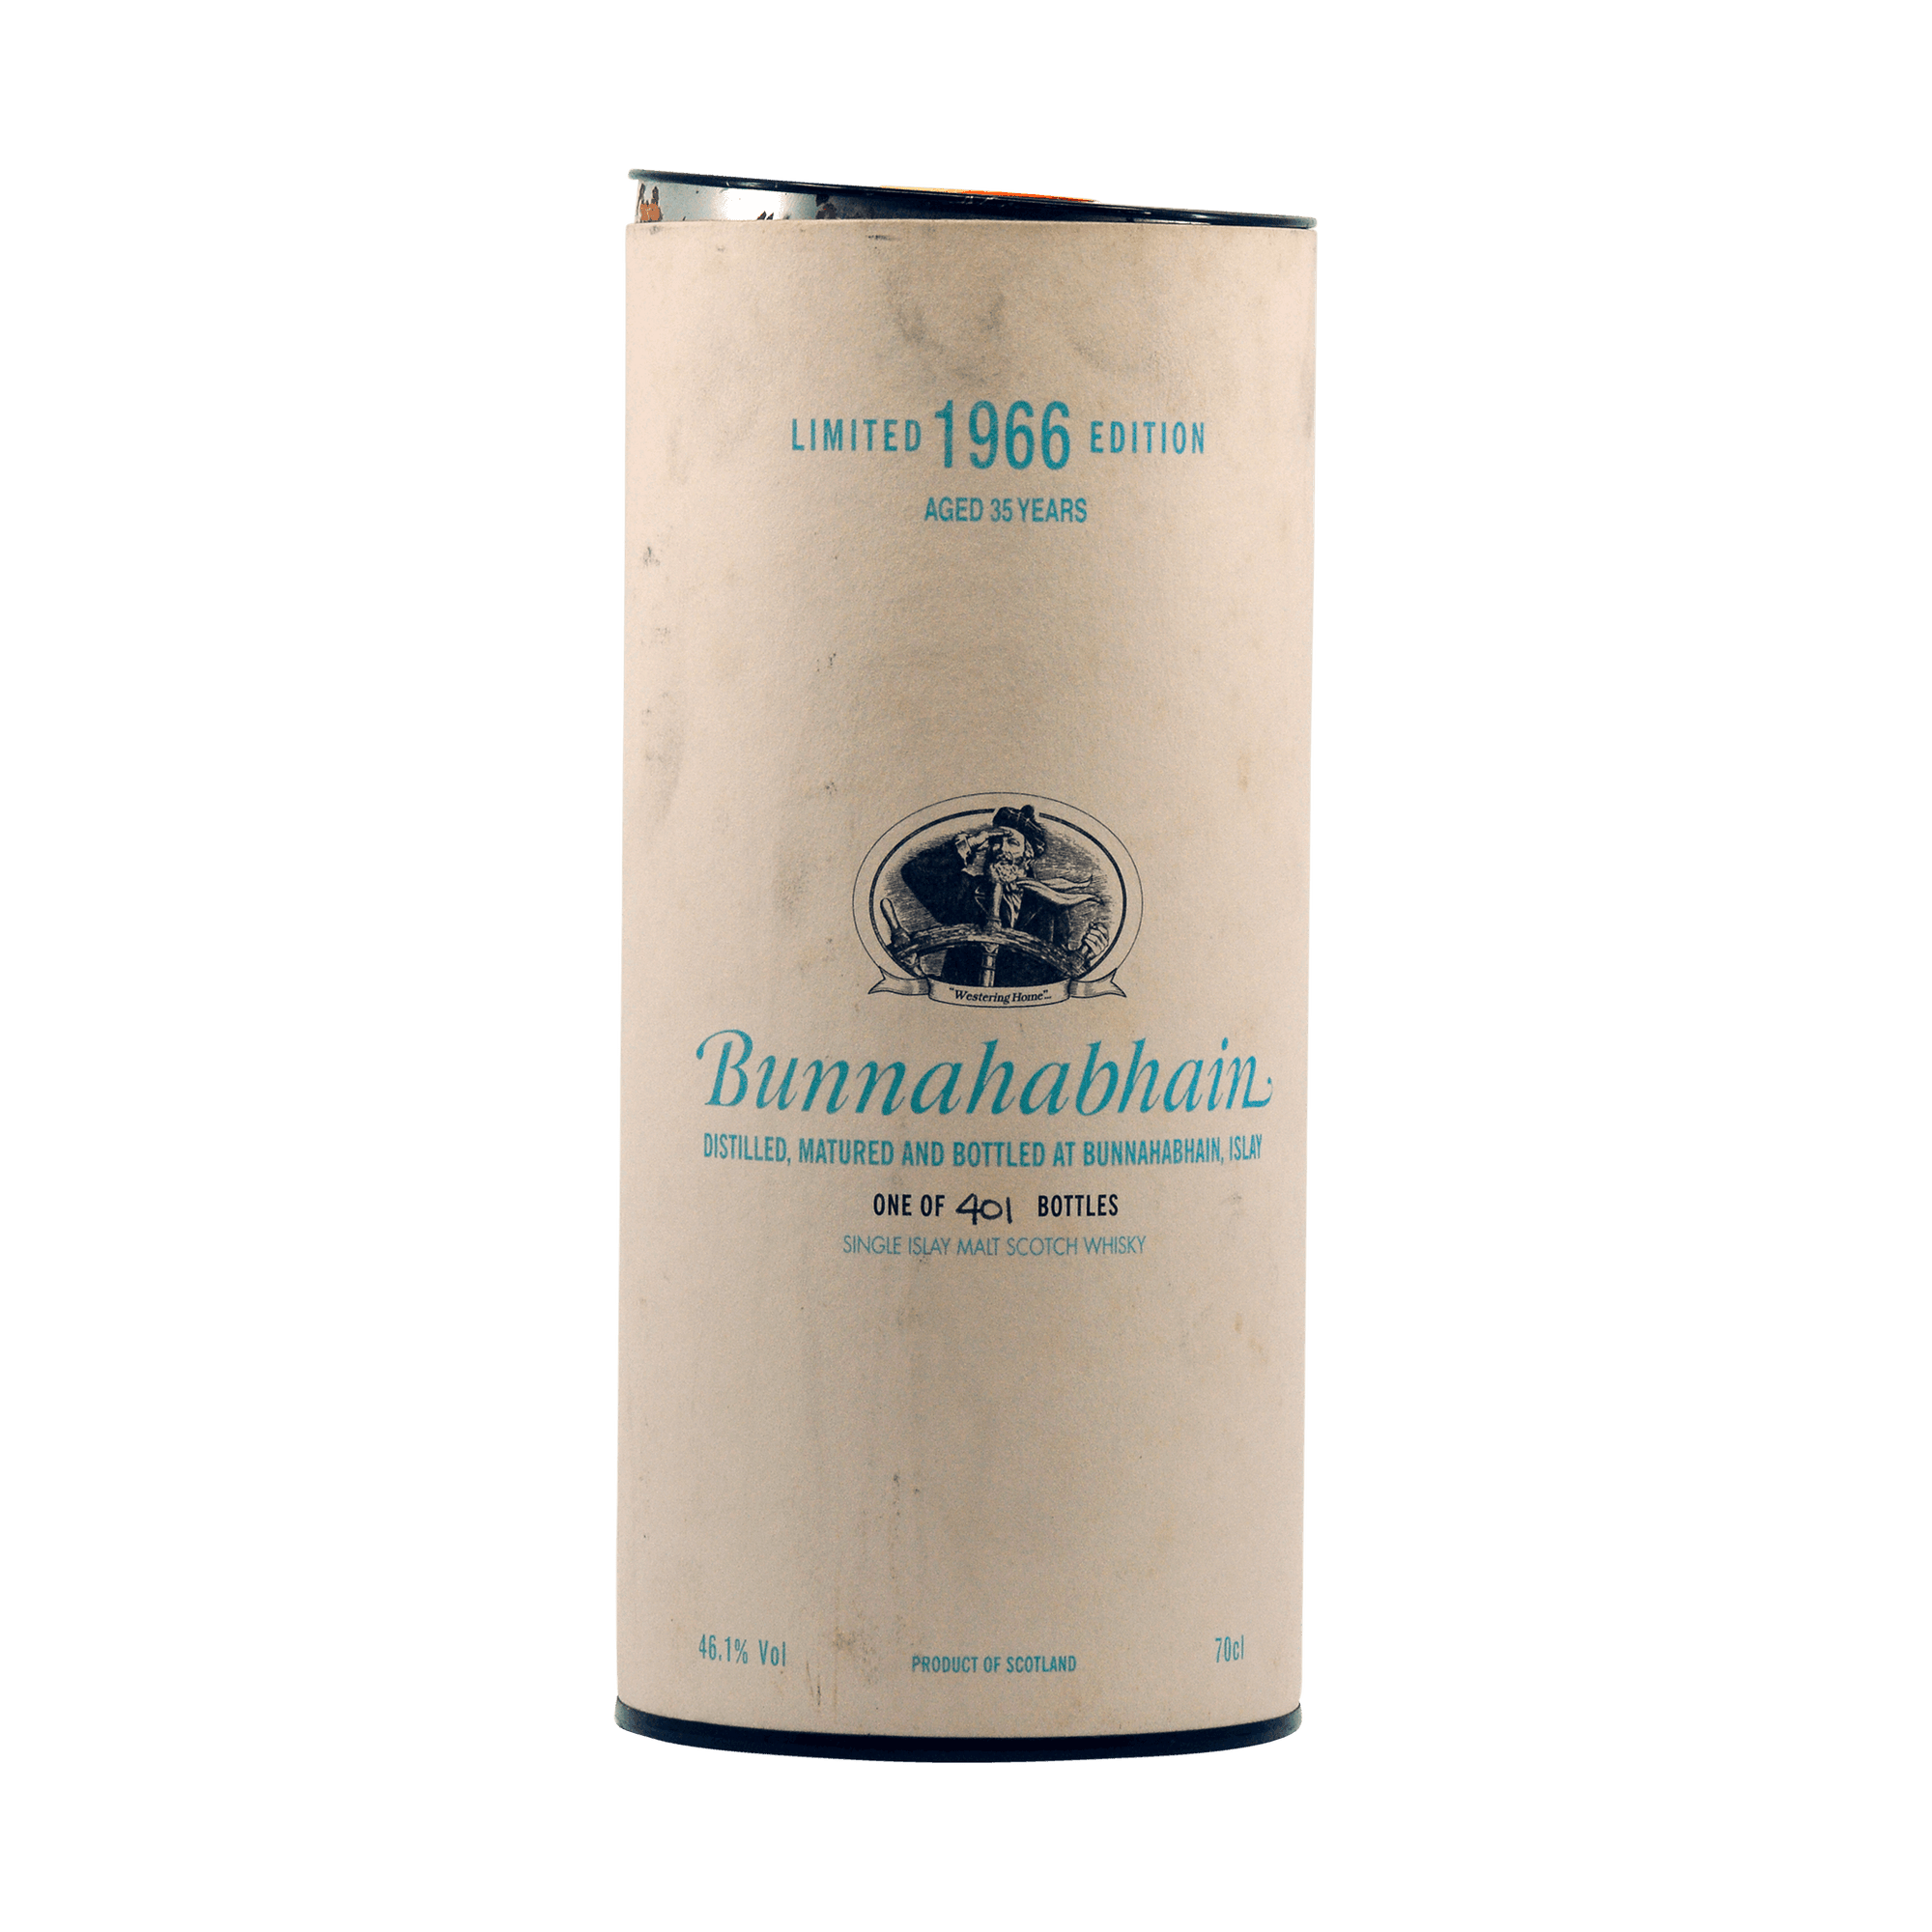 LIMITED 1966 EDITION
AGED 35 YEARS
"Westering Home"...
Bunnahabhain
DISTILLED, MATURED AND BOTTLED AT BUNNAHABHAIN, ISLAY
ONE OF 401 BOTTLES
SINGLE ISLAY MALT SCOTCH WHISKY
46.1% Vol PRODUCT OF SCOTLAND 70cl